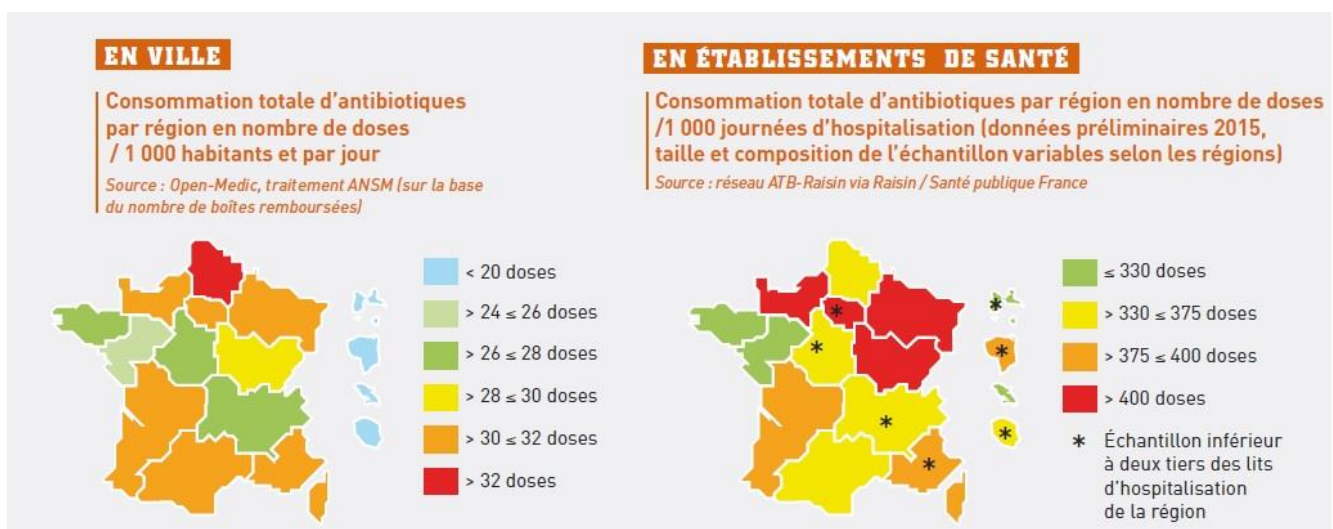 EN VILLE
Consommation totale d'antibiotiques
par région en nombre de doses
/ 1 000 habitants et par jour
Source : Open-Medic, traitement ANSM (sur la base
du nombre de boîtes remboursées)
< 20 doses
> 24 ≤ 26 doses
> 26 ≤ 28 doses
> 28 ≤ 30 doses
> 30 ≤ 32 doses
> 32 doses
EN ÉTABLISSEMENTS DE SANTÉ
Consommation totale d'antibiotiques par région en nombre de doses
/1 000 journées d'hospitalisation (données préliminaires 2015,
taille et composition de l'échantillon variables selon les régions)
Source : réseau ATB-Raisin via Raisin / Santé publique France
*
*
*
*
*
*
*
≤ 330 doses
> 330 ≤ 375 doses
> 375 ≤ 400 doses
> 400 doses
* Échantillon inférieur
à deux tiers des lits
d'hospitalisation
de la région